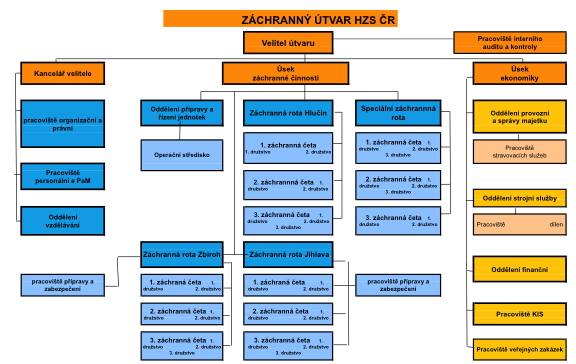 ZÁCHRANNÝ ÚTVAR HZS ČR
Velitel útvaru
Pracoviště interního
auditu a kontroly
Kancelář velitele
Úsek
záchranné činnosti
Úsek
ekonomiky
pracoviště organizační a
právní
Pracoviště
personální a PaM
Oddělení
vzdělávání
Oddělení přípravy a
řízení jednotek
Operační středisko
Záchranná rota Hlučín
1. záchranná četa
1. družstvo 2. družstvo
2. záchrannná četa 1.
družstvo 2. družstvo
3. družstvo
3. záchranná četa 1.
družstvo 2. družstvo
3. družstvo
Speciální záchrannná
rota
1. záchranná četa 1.
družstvo 2. družstvo
3. družstvo
2. záchranná četa 1.
družstvo 2. družstvo
3. družstvo
3. záchranná četa 1.
družstvo 2. družstvo
Oddělení provozní
a správy majetku
Pracoviště
stravovacích služeb
Oddělení strojní služby
Pracoviště dílen
Oddělení finanční
Pracoviště KIS
Pracoviště veřejných zakázek
Záchranná rota Zbiroh
pracoviště přípravy a
zabezpečení
1. záchraná četa 1.
družstvo 2. družstvo
2. záchranná četa 1.
družstvo 2. družstvo
3. záchranná četa 1.
družstvo 2. družstvo
3. družstvo
Záchranná rota Jihlava
1. záchranná četa 1.
družstvo 2. družstvo
2. záchranná četa 1.
družstvo 2. družstvo
3. záchranná četa 1.
družstvo 2. družstvo
3. družstvo
pracoviště přípravy a
zabezpečení